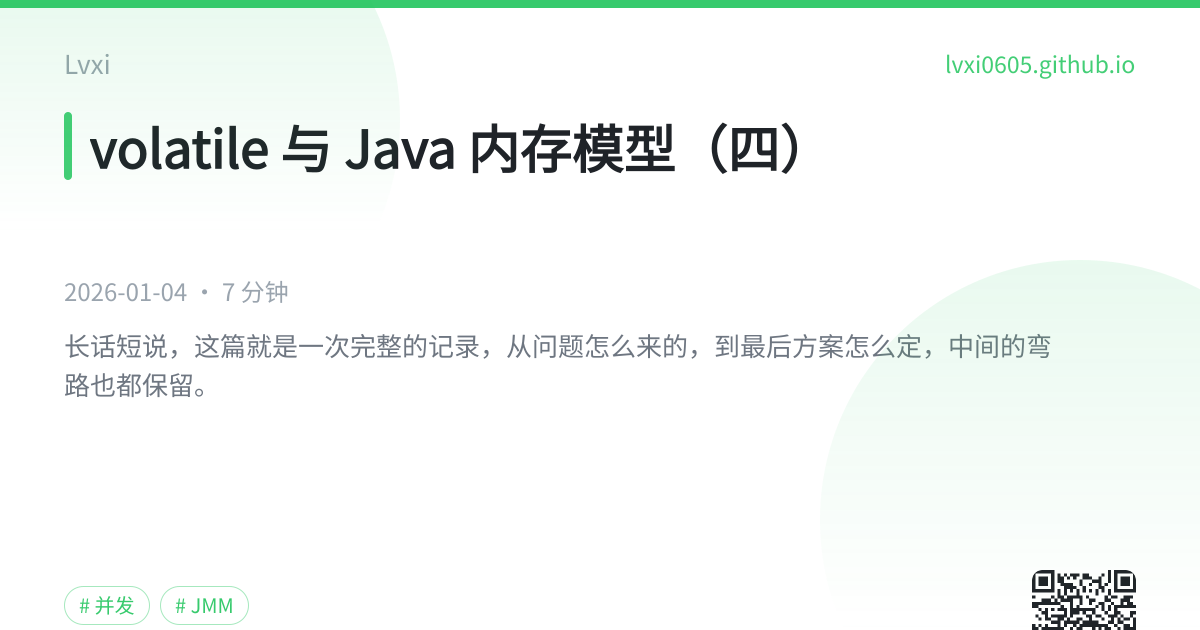 Lvxi
lvxi0605.github.io
volatile 与 Java 内存模型（四）
2026-01-04 · 7 分钟
长话短说，这篇就是一次完整的记录，从问题怎么来的，到最后方案怎么定，中间的弯
路也都保留。
# 并发
# JMM